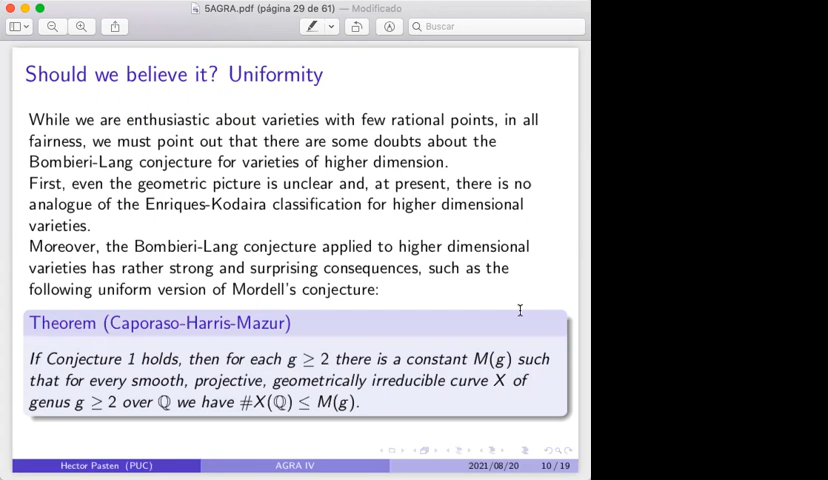 5AGRA.pdf (página 29 de 61) — Modificado
Buscar
Should we believe it? Uniformity
While we are enthusiastic about varieties with few rational points, in all
fairness, we must point out that there are some doubts about the
Bombieri-Lang conjecture for varieties of higher dimension.
First, even the geometric picture is unclear and, at present, there is no
analogue of the Enriques-Kodaira classification for higher dimensional
varieties.
Moreover, the Bombieri-Lang conjecture applied to higher dimensional
varieties has rather strong and surprising consequences, such as the
following uniform version of Mordell's conjecture:
Theorem (Caporaso-Harris-Mazur)
If Conjecture 1 holds, then for each g ≥ 2 there is a constant M(g) such
that for every smooth, projective, geometrically irreducible curve X of
genus g ≥ 2 over ℚ we have #X(ℚ) ≤ M(g).
Hector Pasten (PUC) AGRA IV 2021/08/20 10 / 19